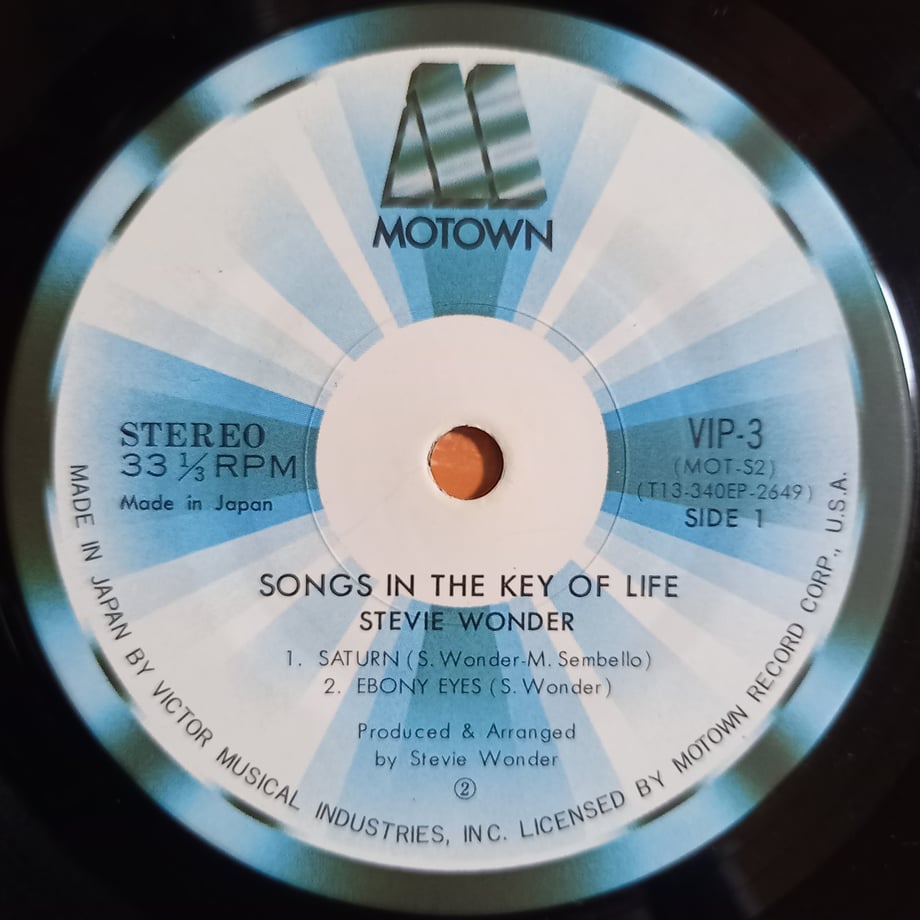 MOTOWN
STEREO
33 ⅓ RPM
Made in Japan
VIP-3
(MOT-S2)
(T13-340EP-2649)
SIDE 1
SONGS IN THE KEY OF LIFE
STEVIE WONDER
1. SATURN (S. Wonder-M. Sembello)
2. EBONY EYES (S. Wonder)
Produced & Arranged
by Stevie Wonder
②
MADE IN JAPAN BY VICTOR MUSICAL INDUSTRIES, INC. LICENSED BY MOTOWN RECORD CORP., U.S.A.